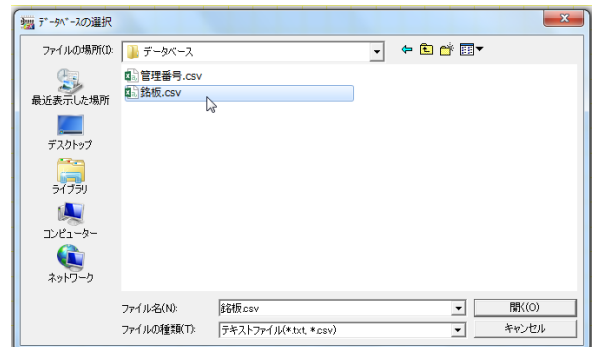 ﾃﾞｰﾀﾍﾞｰｽの選択
ファイルの場所(I):
データベース
管理番号.csv
銘板.csv
最近表示した場所
デスクトップ
ライブラリ
コンピューター
ネットワーク
ファイル名(N):
銘板.csv
開く(O)
ファイルの種類(T):
テキストファイル(*.txt, *.csv)
キャンセル